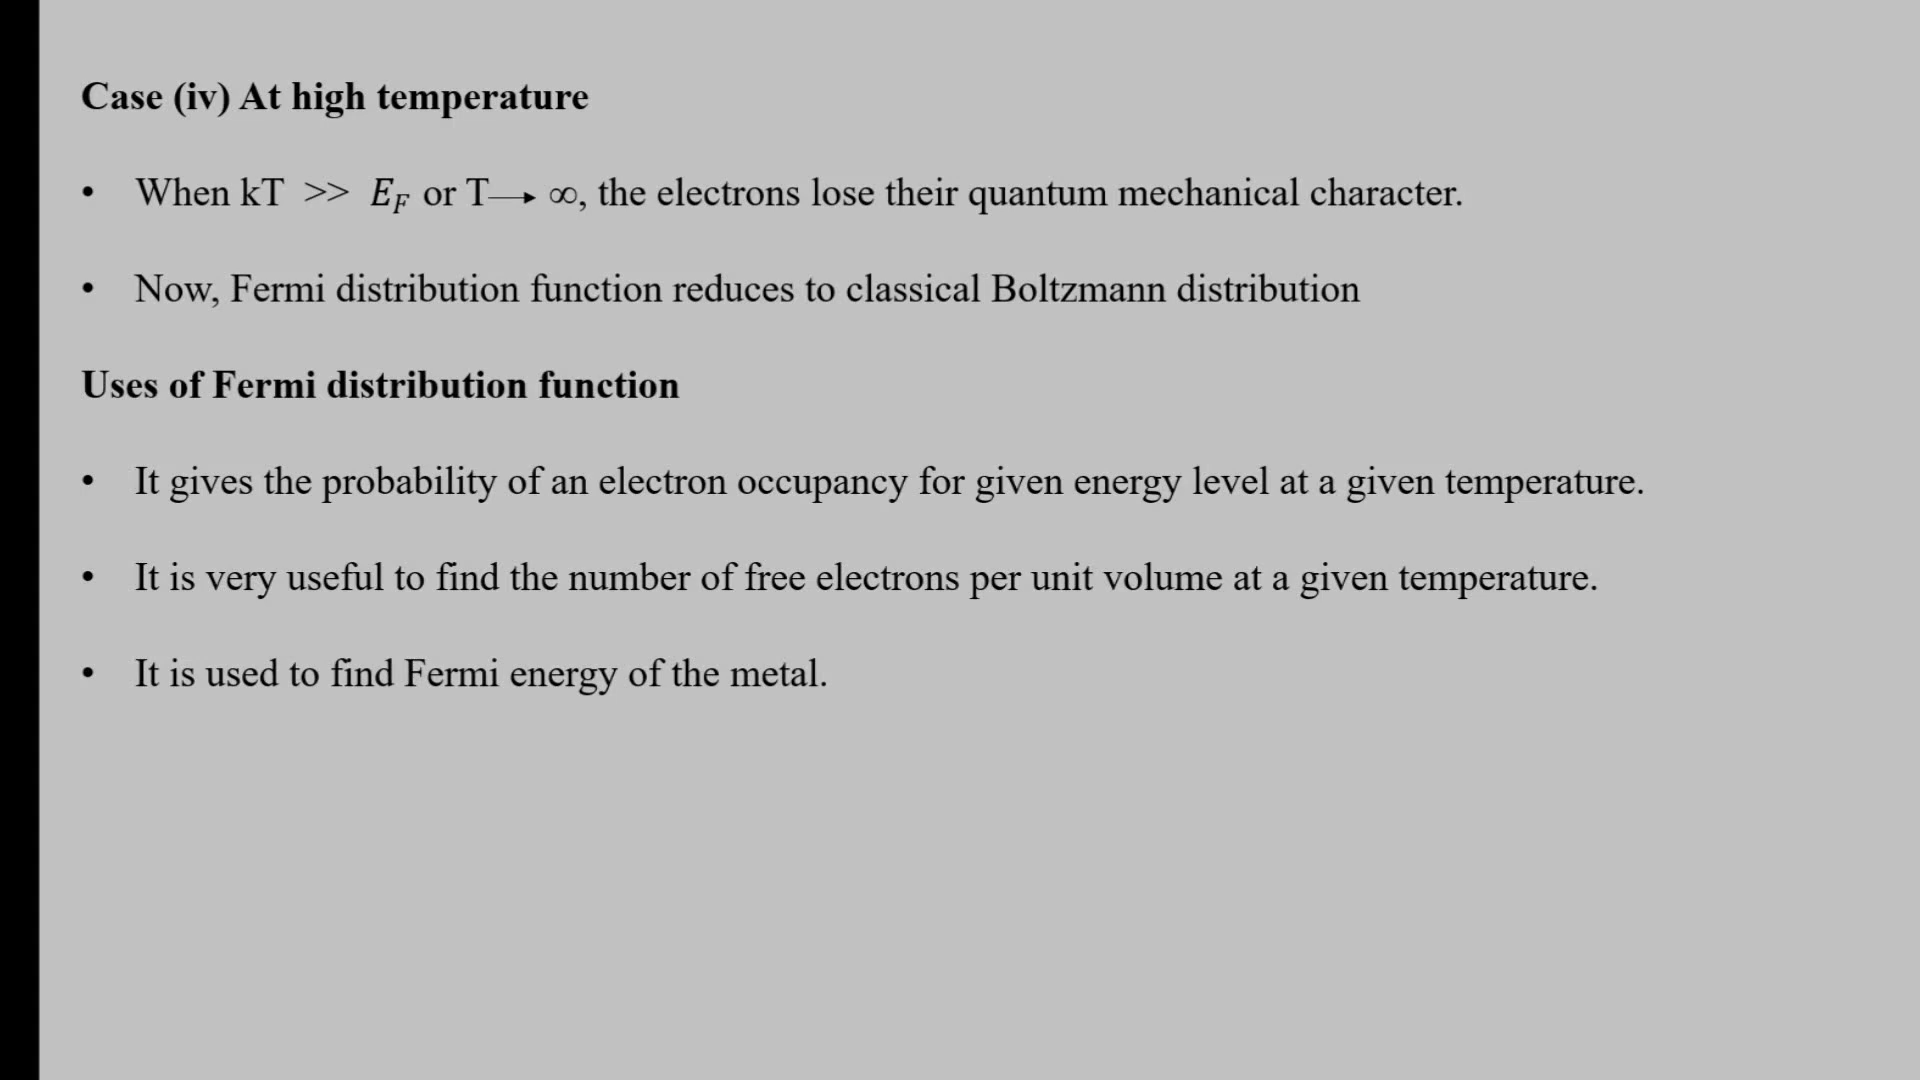 Case (iv) At high temperature
• When kT >> E_F or T⟶ ∞, the electrons lose their quantum mechanical character.
• Now, Fermi distribution function reduces to classical Boltzmann distribution
Uses of Fermi distribution function
• It gives the probability of an electron occupancy for given energy level at a given temperature.
• It is very useful to find the number of free electrons per unit volume at a given temperature.
• It is used to find Fermi energy of the metal.